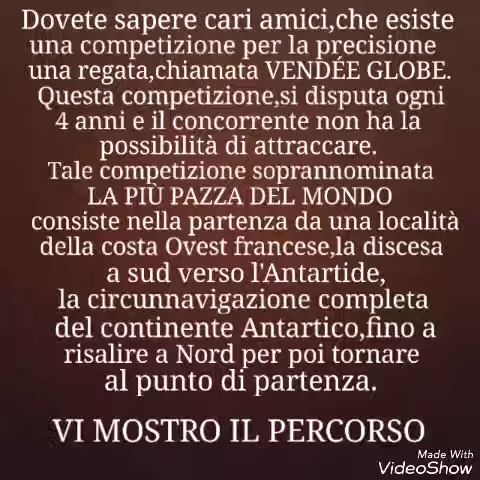 Dovete sapere cari amici,che esiste
una competizione per la precisione
una regata,chiamata VENDÉE GLOBE.
Questa competizione,si disputa ogni
4 anni e il concorrente non ha la
possibilità di attraccare.
Tale competizione soprannominata
LA PIÙ PAZZA DEL MONDO
consiste nella partenza da una località
della costa Ovest francese,la discesa
a sud verso l'Antartide,
la circunnavigazione completa
del continente Antartico,fino a
risalire a Nord per poi tornare
al punto di partenza.
VI MOSTRO IL PERCORSO
Made With
VideoShow